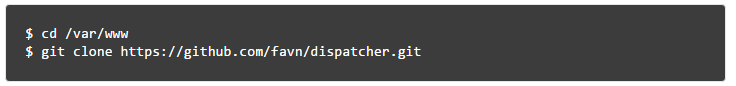 $ cd /var/www
$ git clone https://github.com/favn/dispatcher.git